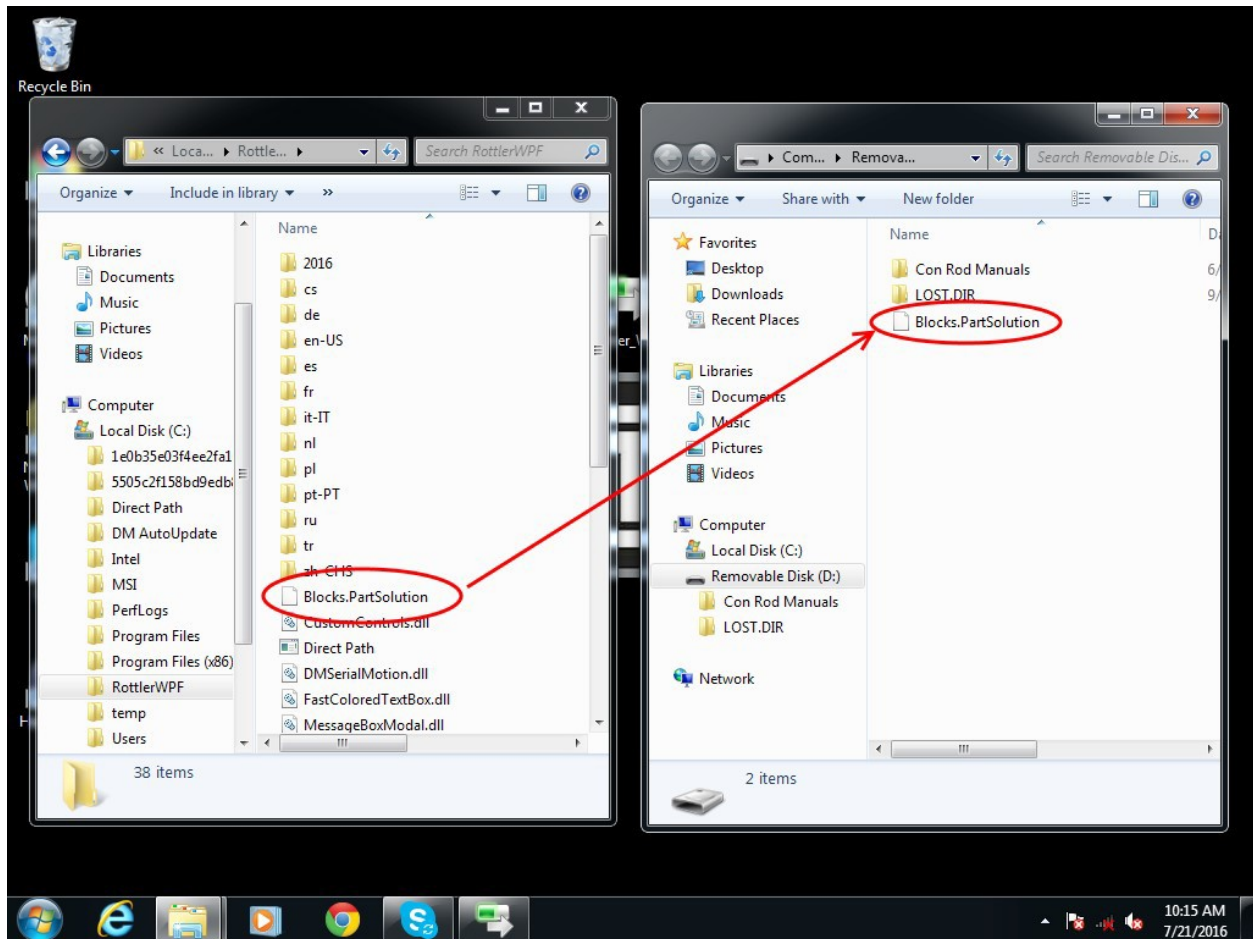 Recycle Bin
« Loca... Rottle...
Search RottlerWPF
Organize
Include in library
»
Libraries
Documents
Music
Pictures
Videos
Computer
Local Disk (C:)
1e0b35e03f4ee2fa1
5505c2f158bd9edb
Direct Path
DM AutoUpdate
Intel
MSI
PerfLogs
Program Files
Program Files (x86)
RottlerWPF
temp
Users
Name
2016
cs
de
en-US
es
fr
it-IT
nl
pl
pt-PT
ru
tr
zh-CHS
Blocks.PartSolution
CustomControls.dll
Direct Path
DMSerialMotion.dll
FastColoredTextBox.dll
MessageBoxModal.dll
38 items
Com... Remova...
Search Removable Dis...
Organize
Share with
New folder
Favorites
Desktop
Downloads
Recent Places
Libraries
Documents
Music
Pictures
Videos
Computer
Local Disk (C:)
Removable Disk (D:)
Con Rod Manuals
LOST.DIR
Network
Name
Con Rod Manuals 6/
LOST.DIR 9/
Blocks.PartSolution
2 items
10:15 AM
7/21/2016